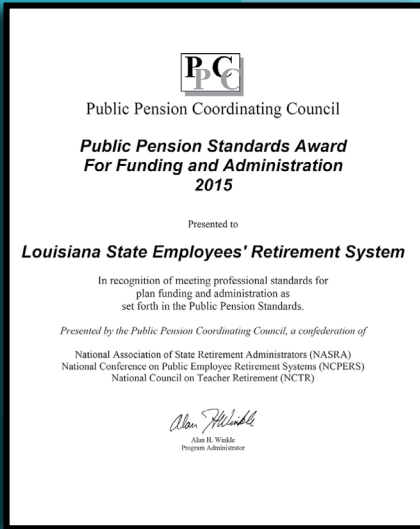 PPCC
Public Pension Coordinating Council
Public Pension Standards Award
For Funding and Administration
2015
Presented to
Louisiana State Employees' Retirement System
In recognition of meeting professional standards for
plan funding and administration as
set forth in the Public Pension Standards.
Presented by the Public Pension Coordinating Council, a confederation of
National Association of State Retirement Administrators (NASRA)
National Conference on Public Employee Retirement Systems (NCPERS)
National Council on Teacher Retirement (NCTR)
Alan H Winkle
Alan H. Winkle
Program Administrator